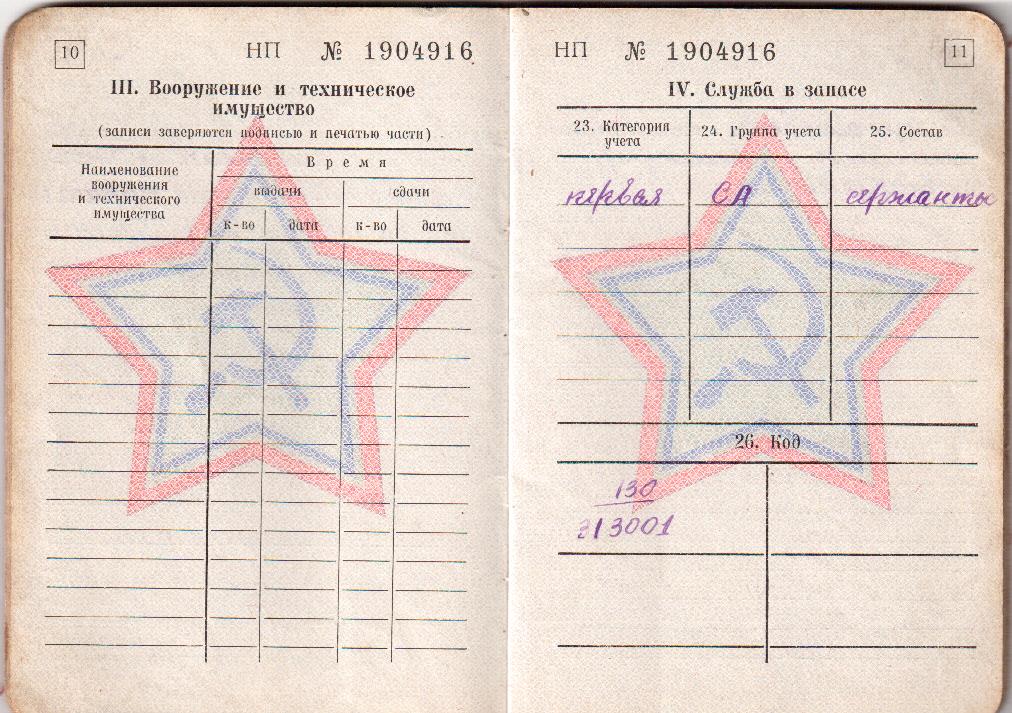 10
НП № 1904916
III. Вооружение и техническое
имущество
(записи заверяются подписью и печатью части)
Наименование
вооружения
и технического
имущества
Время
выдачи
сдачи
к-во
дата
к-во
дата
НП № 1904916
11
IV. Служба в запасе
23. Категория
учета
24. Группа учета
25. Состав
первая
СА
сержанты
26. Код
130
313001